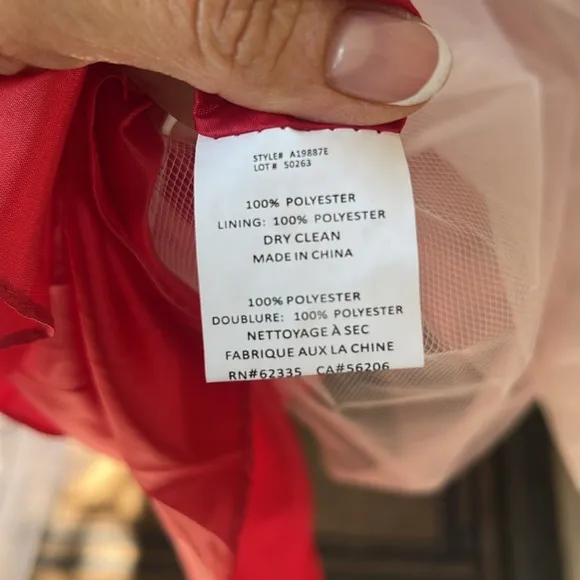 STYLE# A19887E
LOT# S0263
100% POLYESTER
LINING: 100% POLYESTER
DRY CLEAN
MADE IN CHINA
100% POLYESTER
DOUBLURE: 100% POLYESTER
NETTOYAGE À SEC
FABRIQUE AUX LA CHINE
RN#62335 CA#56206